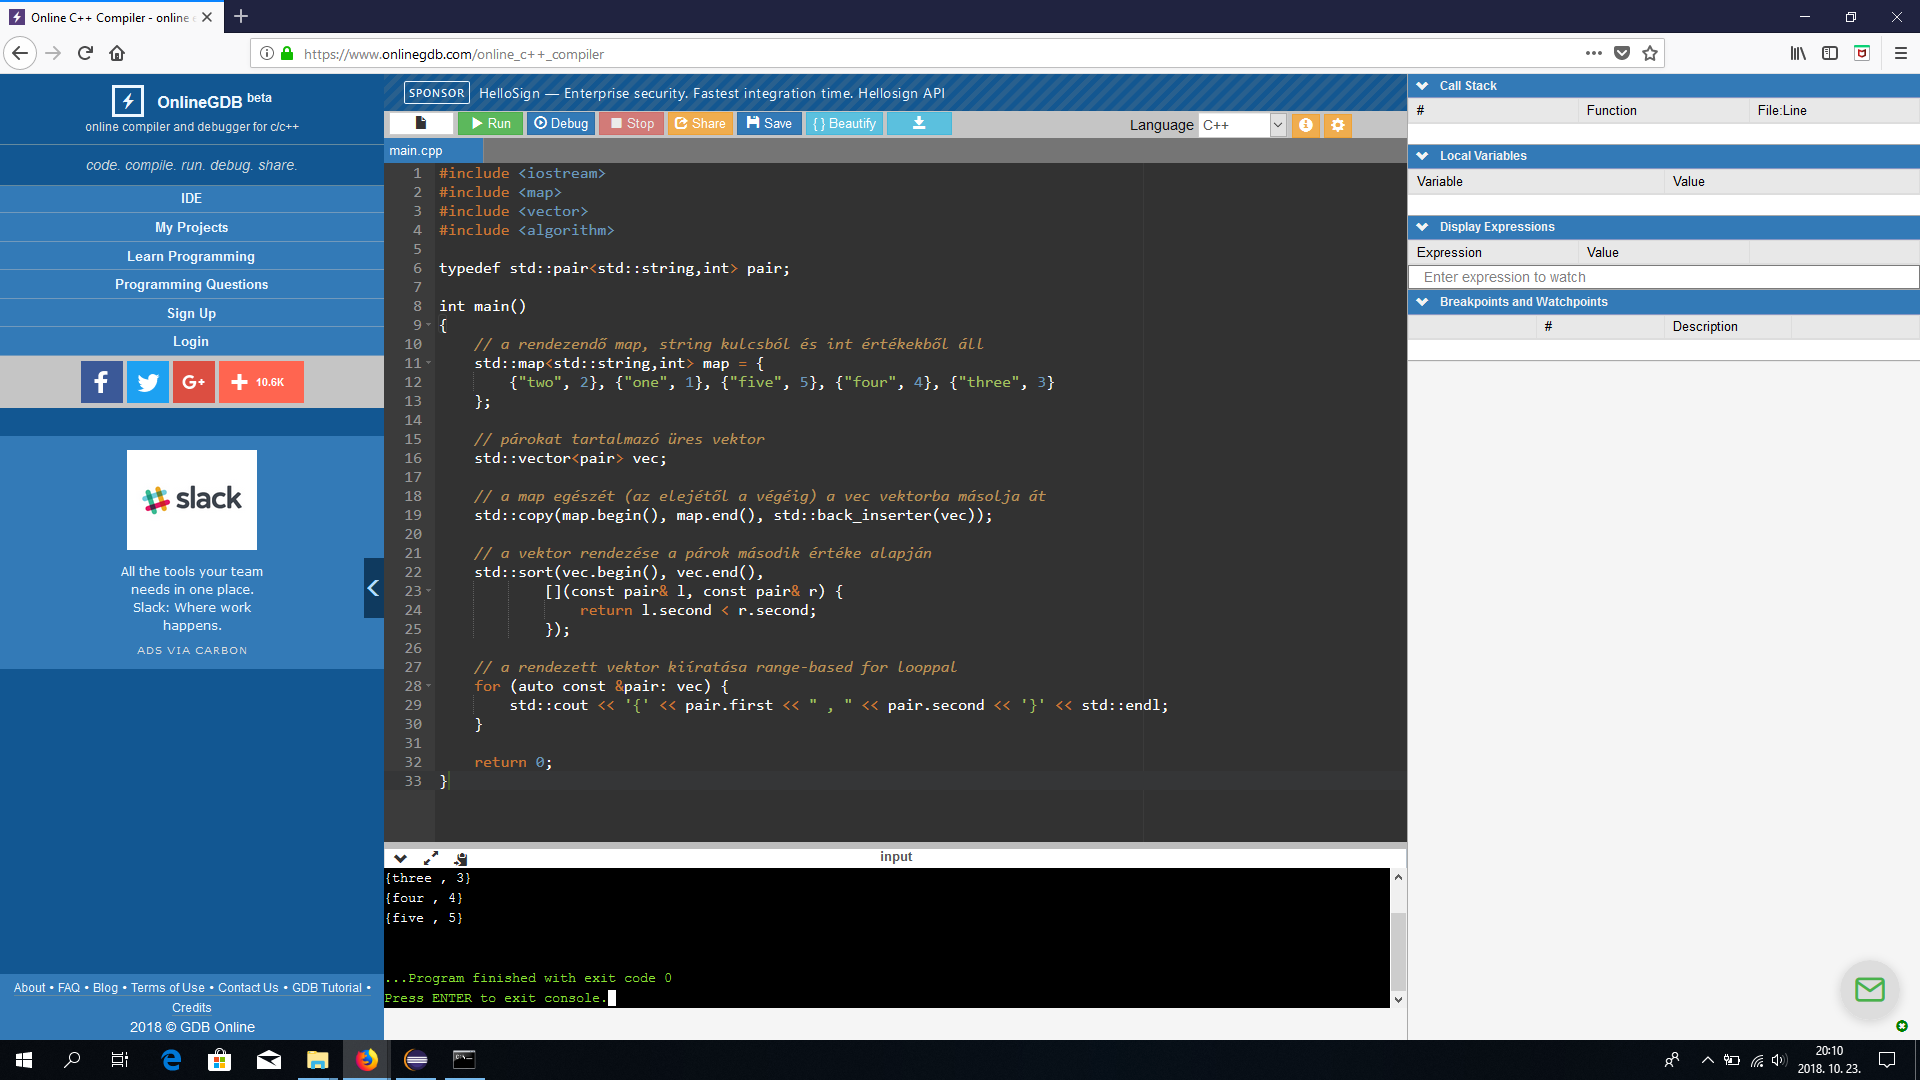 Online C++ Compiler - online e
https://www.onlinegdb.com/online_c++_compiler
OnlineGDB beta
online compiler and debugger for c/c++
code. compile. run. debug. share.
IDE
My Projects
Learn Programming
Programming Questions
Sign Up
Login
10.6K
slack
All the tools your team
needs in one place.
Slack: Where work
happens.
ADS VIA CARBON
About • FAQ • Blog • Terms of Use • Contact Us • GDB Tutorial •
Credits
2018 © GDB Online
SPONSOR HelloSign — Enterprise security. Fastest integration time. Hellosign API
Run Debug Stop Share Save { } Beautify Language C++
main.cpp
1 #include <iostream>
2 #include <map>
3 #include <vector>
4 #include <algorithm>
5
6 typedef std::pair<std::string,int> pair;
7
8 int main()
9 {
10 // a rendezendő map, string kulcsból és int értékekből áll
11 std::map<std::string,int> map = {
12 {"two", 2}, {"one", 1}, {"five", 5}, {"four", 4}, {"three", 3}
13 };
14
15 // párokat tartalmazó üres vektor
16 std::vector<pair> vec;
17
18 // a map egészét (az elejétől a végéig) a vec vektorba másolja át
19 std::copy(map.begin(), map.end(), std::back_inserter(vec));
20
21 // a vektor rendezése a párok második értéke alapján
22 std::sort(vec.begin(), vec.end(),
23 [](const pair& l, const pair& r) {
24 return l.second < r.second;
25 });
26
27 // a rendezett vektor kiíratása range-based for looppal
28 for (auto const &pair: vec) {
29 std::cout << '{' << pair.first << " , " << pair.second << '}' << std::endl;
30 }
31
32 return 0;
33 }
input
{three , 3}
{four , 4}
{five , 5}
...Program finished with exit code 0
Press ENTER to exit console.
Call Stack
# Function File:Line
Local Variables
Variable Value
Display Expressions
Expression Value
Enter expression to watch
Breakpoints and Watchpoints
# Description
20:10
2018. 10. 23.